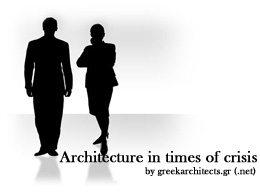 Architecture in times of crisis
by greekarchitects.gr (.net)